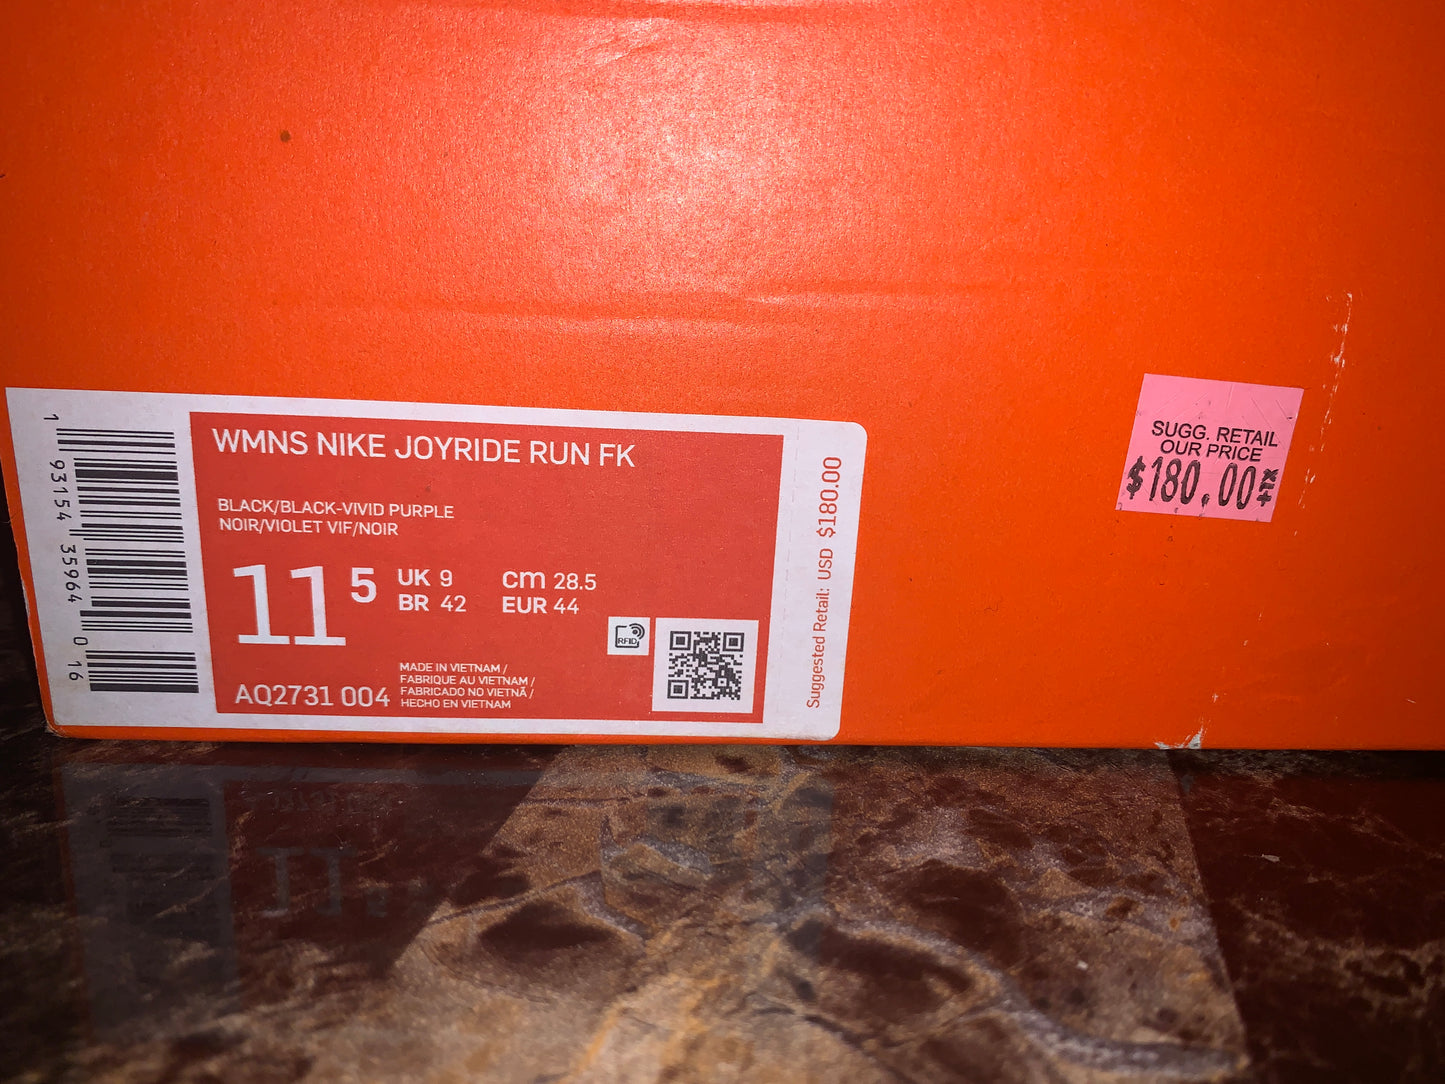 WMNS NIKE JOYRIDE RUN FK
BLACK/BLACK-VIVID PURPLE
NOIR/VIOLET VIF/NOIR
11 5
UK 9
cm 28.5
BR 42
EUR 44
RFID
AQ2731 004
MADE IN VIETNAM /
FABRIQUE AU VIETNAM /
FABRICADO NO VIETNÃ /
HECHO EN VIETNAM
1 93154 35964 0 16
Suggested Retail: USD $180.00
SUGG. RETAIL
OUR PRICE
$180.00